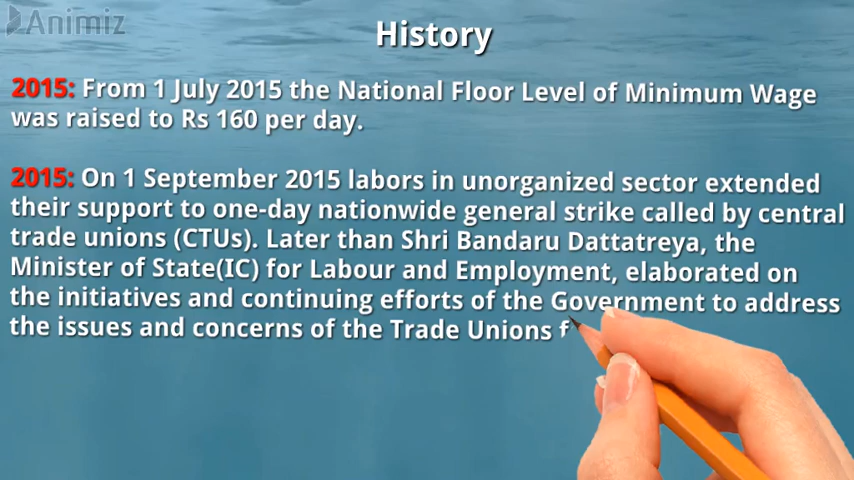 Animiz
History
2015: From 1 July 2015 the National Floor Level of Minimum Wage
was raised to Rs 160 per day.
2015: On 1 September 2015 labors in unorganized sector extended
their support to one-day nationwide general strike called by central
trade unions (CTUs). Later than Shri Bandaru Dattatreya, the
Minister of State(IC) for Labour and Employment, elaborated on
the initiatives and continuing efforts of the Government to address
the issues and concerns of the Trade Unions